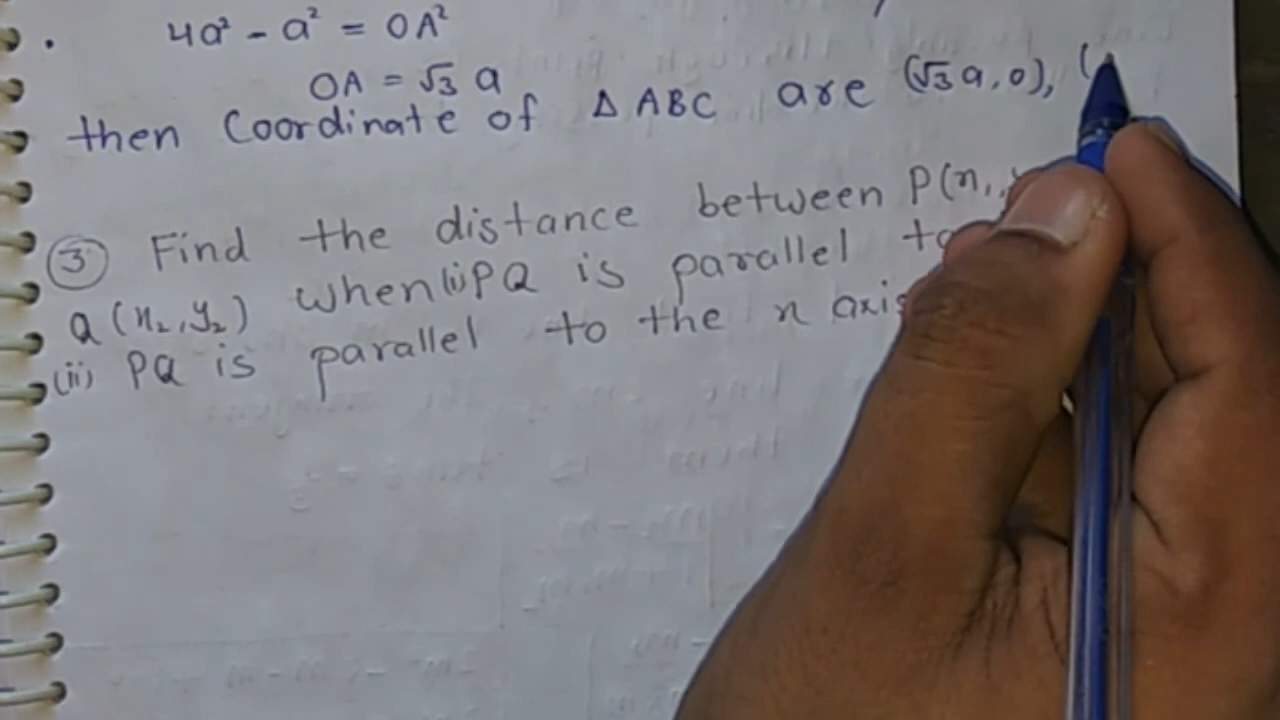 4a² - a² = OA²
OA = √3 a
then Coordinate of Δ ABC are (√3 a, 0), (
③ Find the distance between P(x₁,
Q (x₂, y₂) when (i) PQ is parallel to
(ii) PQ is parallel to the x axis